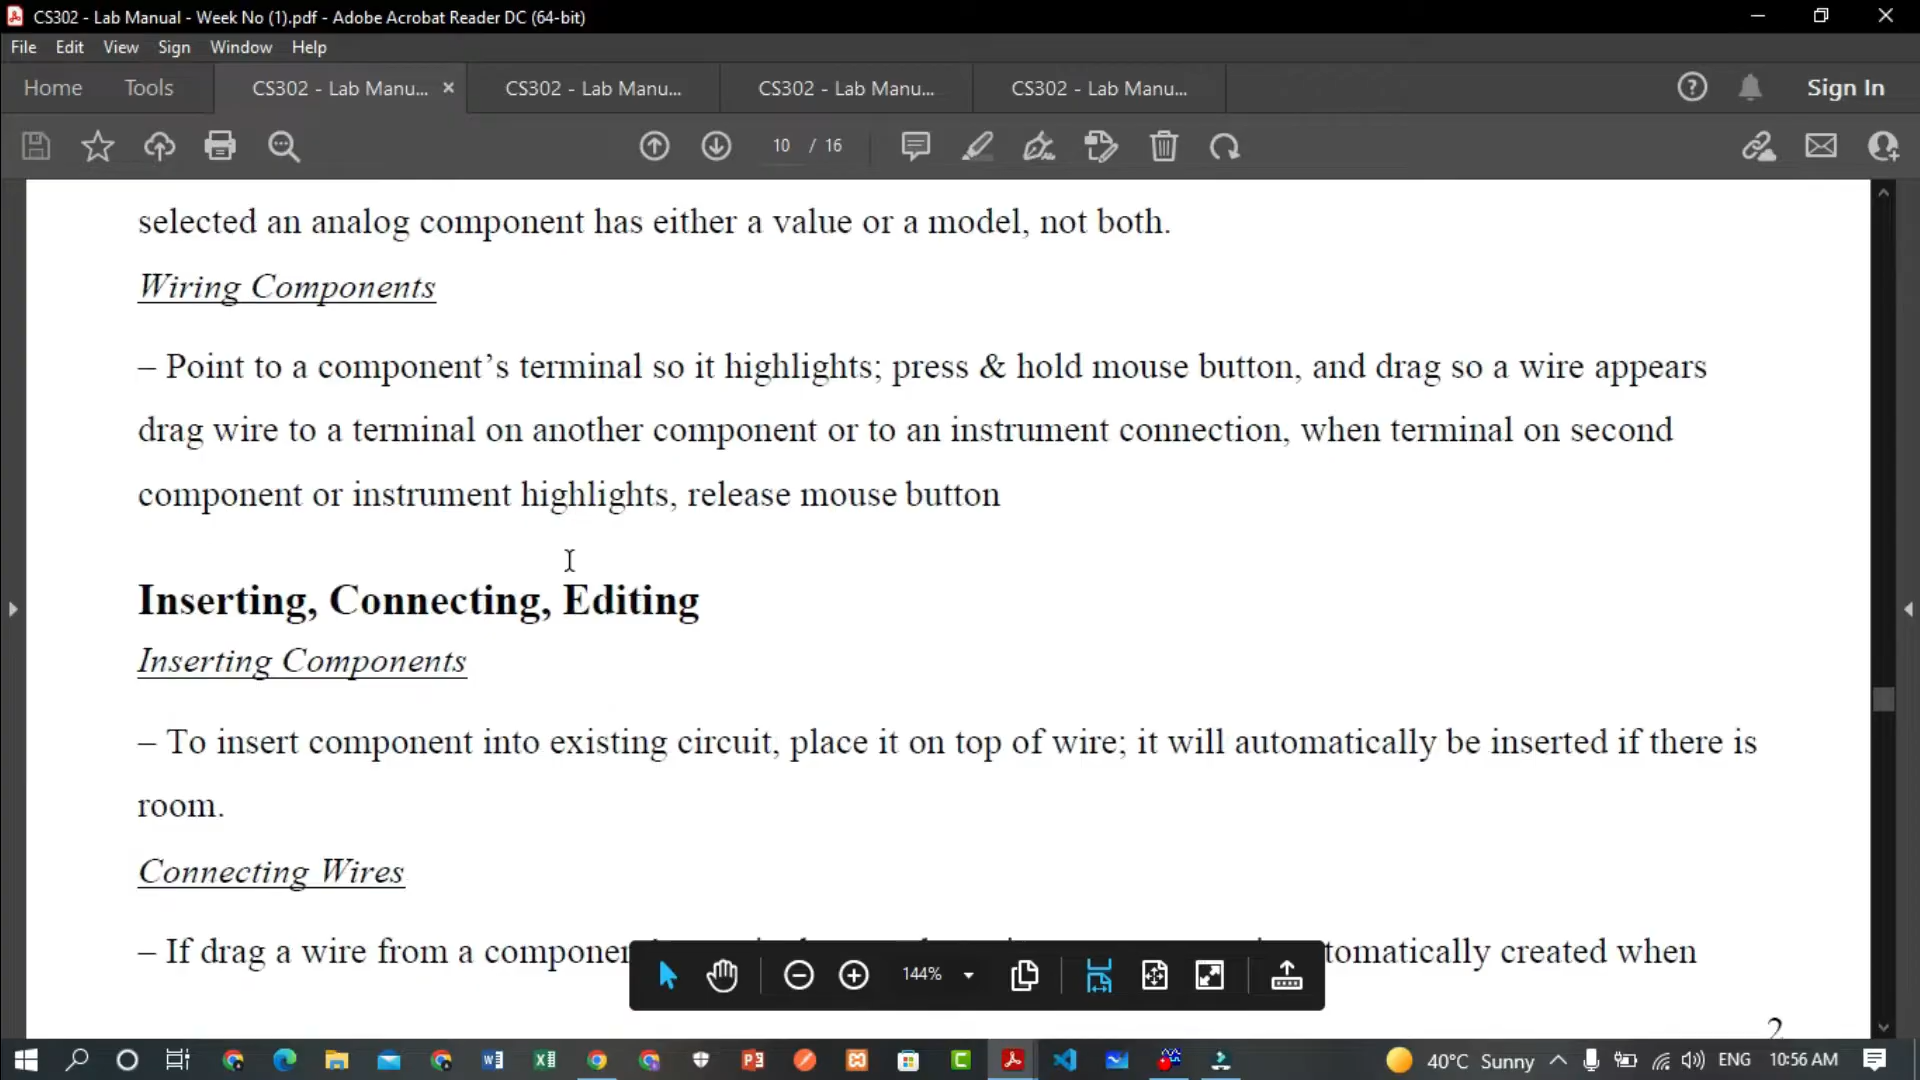 CS302 - Lab Manual - Week No (1).pdf - Adobe Acrobat Reader DC (64-bit)
File Edit View Sign Window Help
Home Tools CS302 - Lab Manu... × CS302 - Lab Manu... CS302 - Lab Manu... CS302 - Lab Manu... Sign In
10 / 16
selected an analog component has either a value or a model, not both.
Wiring Components
– Point to a component’s terminal so it highlights; press & hold mouse button, and drag so a wire appears
drag wire to a terminal on another component or to an instrument connection, when terminal on second
component or instrument highlights, release mouse button
Inserting, Connecting, Editing
Inserting Components
– To insert component into existing circuit, place it on top of wire; it will automatically be inserted if there is
room.
Connecting Wires
– If drag a wire from a componen tomatically created when
144%
2
40°C Sunny ENG 10:56 AM